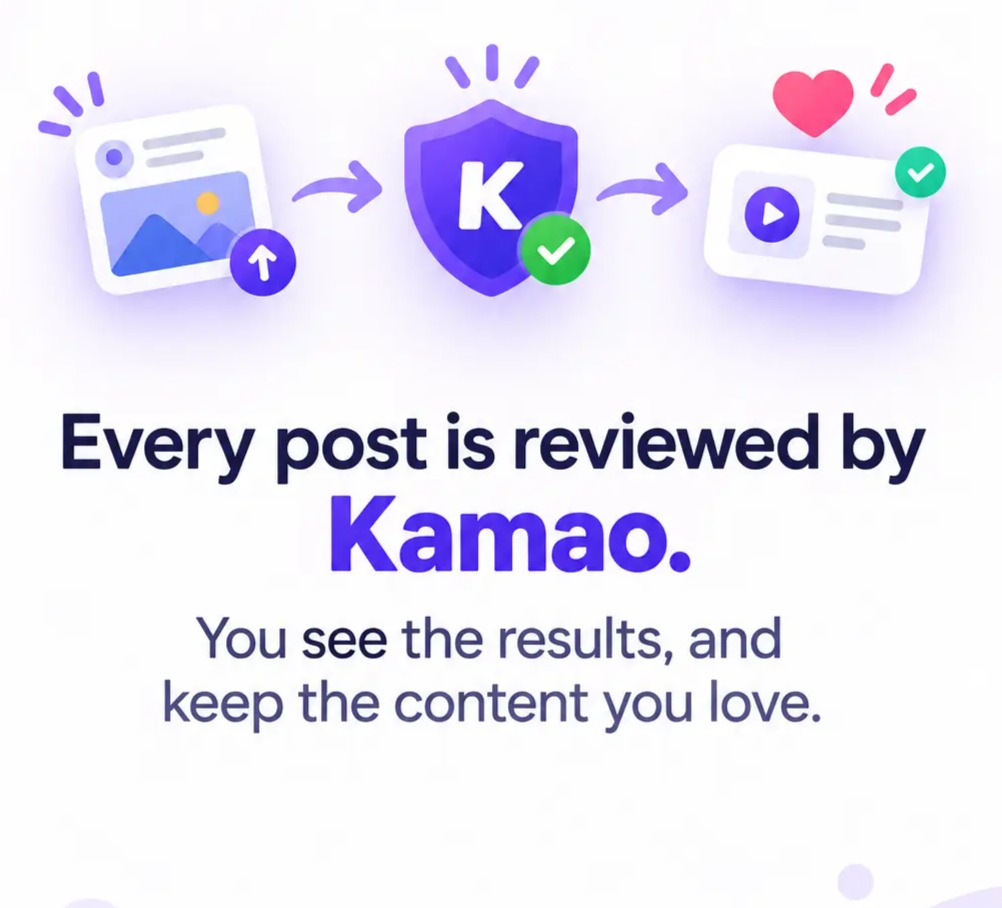 K
Every post is reviewed by
Kamao.
You see the results, and
keep the content you love.